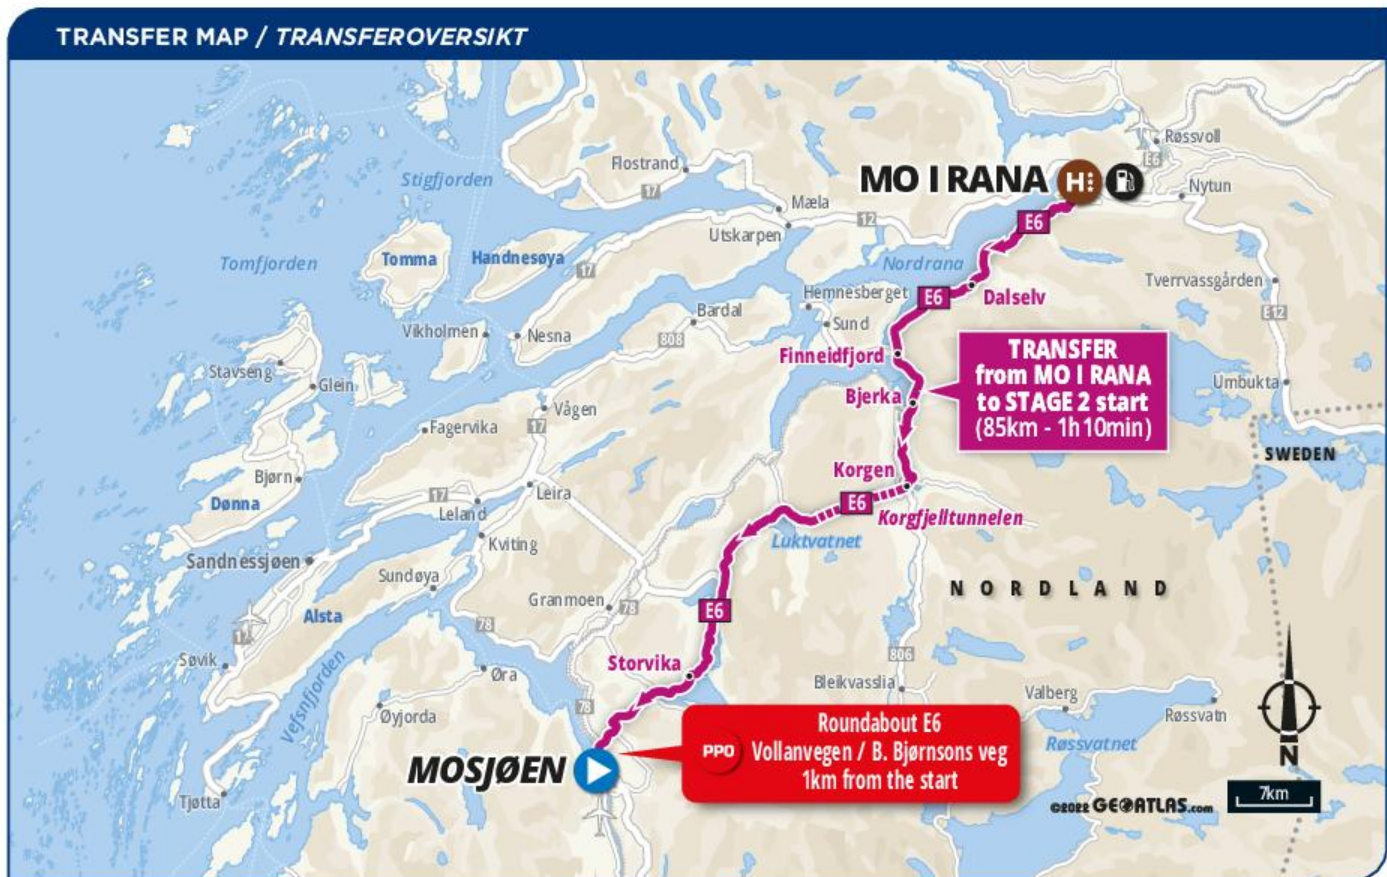 TRANSFER MAP / TRANSFEROVERSIKT
Røssvoll
E6
Flostrand
Stigfjorden
MO I RANA
H
17
Nytun
Mæla
12
E6
Utskarpen
Tomfjorden
Tomma
Handnesøya
17
Nordrana
Tverrvassgården
Hemnesberget
E6
Dalselv
E12
Bardal
Sund
Vikholmen
Nesna
808
Finneidfjord
TRANSFER
from MO I RANA
to STAGE 2 start
(85km - 1h10min)
Stavseng
Glein
Umbukta
Bjerka
Vågen
17
Fagervika
SWEDEN
Korgen
Bjørn
Dønna
17
Leira
Leland
E6
Korgfjelltunnelen
Luktvatnet
Kviting
Sandnessjøen
Sundøya
NORDLAND
Granmoen
78
E6
Alsta
78
17
Vefsnfjorden
Søvik
Storvika
806
Øra
Bleikvasslia
Valberg
Røssvatn
78
Øyjorda
Røssvatnet
PPO
Roundabout E6
Vollanvegen / B. Bjørnsons veg
1km from the start
N
MOSJØEN
Tjøtta
©2022 GEOATLAS.com
7km